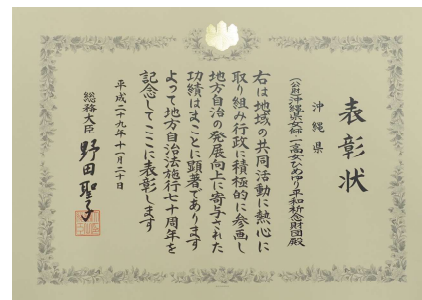 表彰状
沖縄県
(公財)沖縄県女師・一高女ひめゆり平和祈念財団殿
右は地域の共同活動に熱心に
取り組み行政に積極的に参画し
地方自治の発展向上に寄与された
功績はまことに顕著であります
よって地方自治法施行七十周年を
記念してここに表彰します
平成二十九年十一月二十日
総務大臣 野田聖子